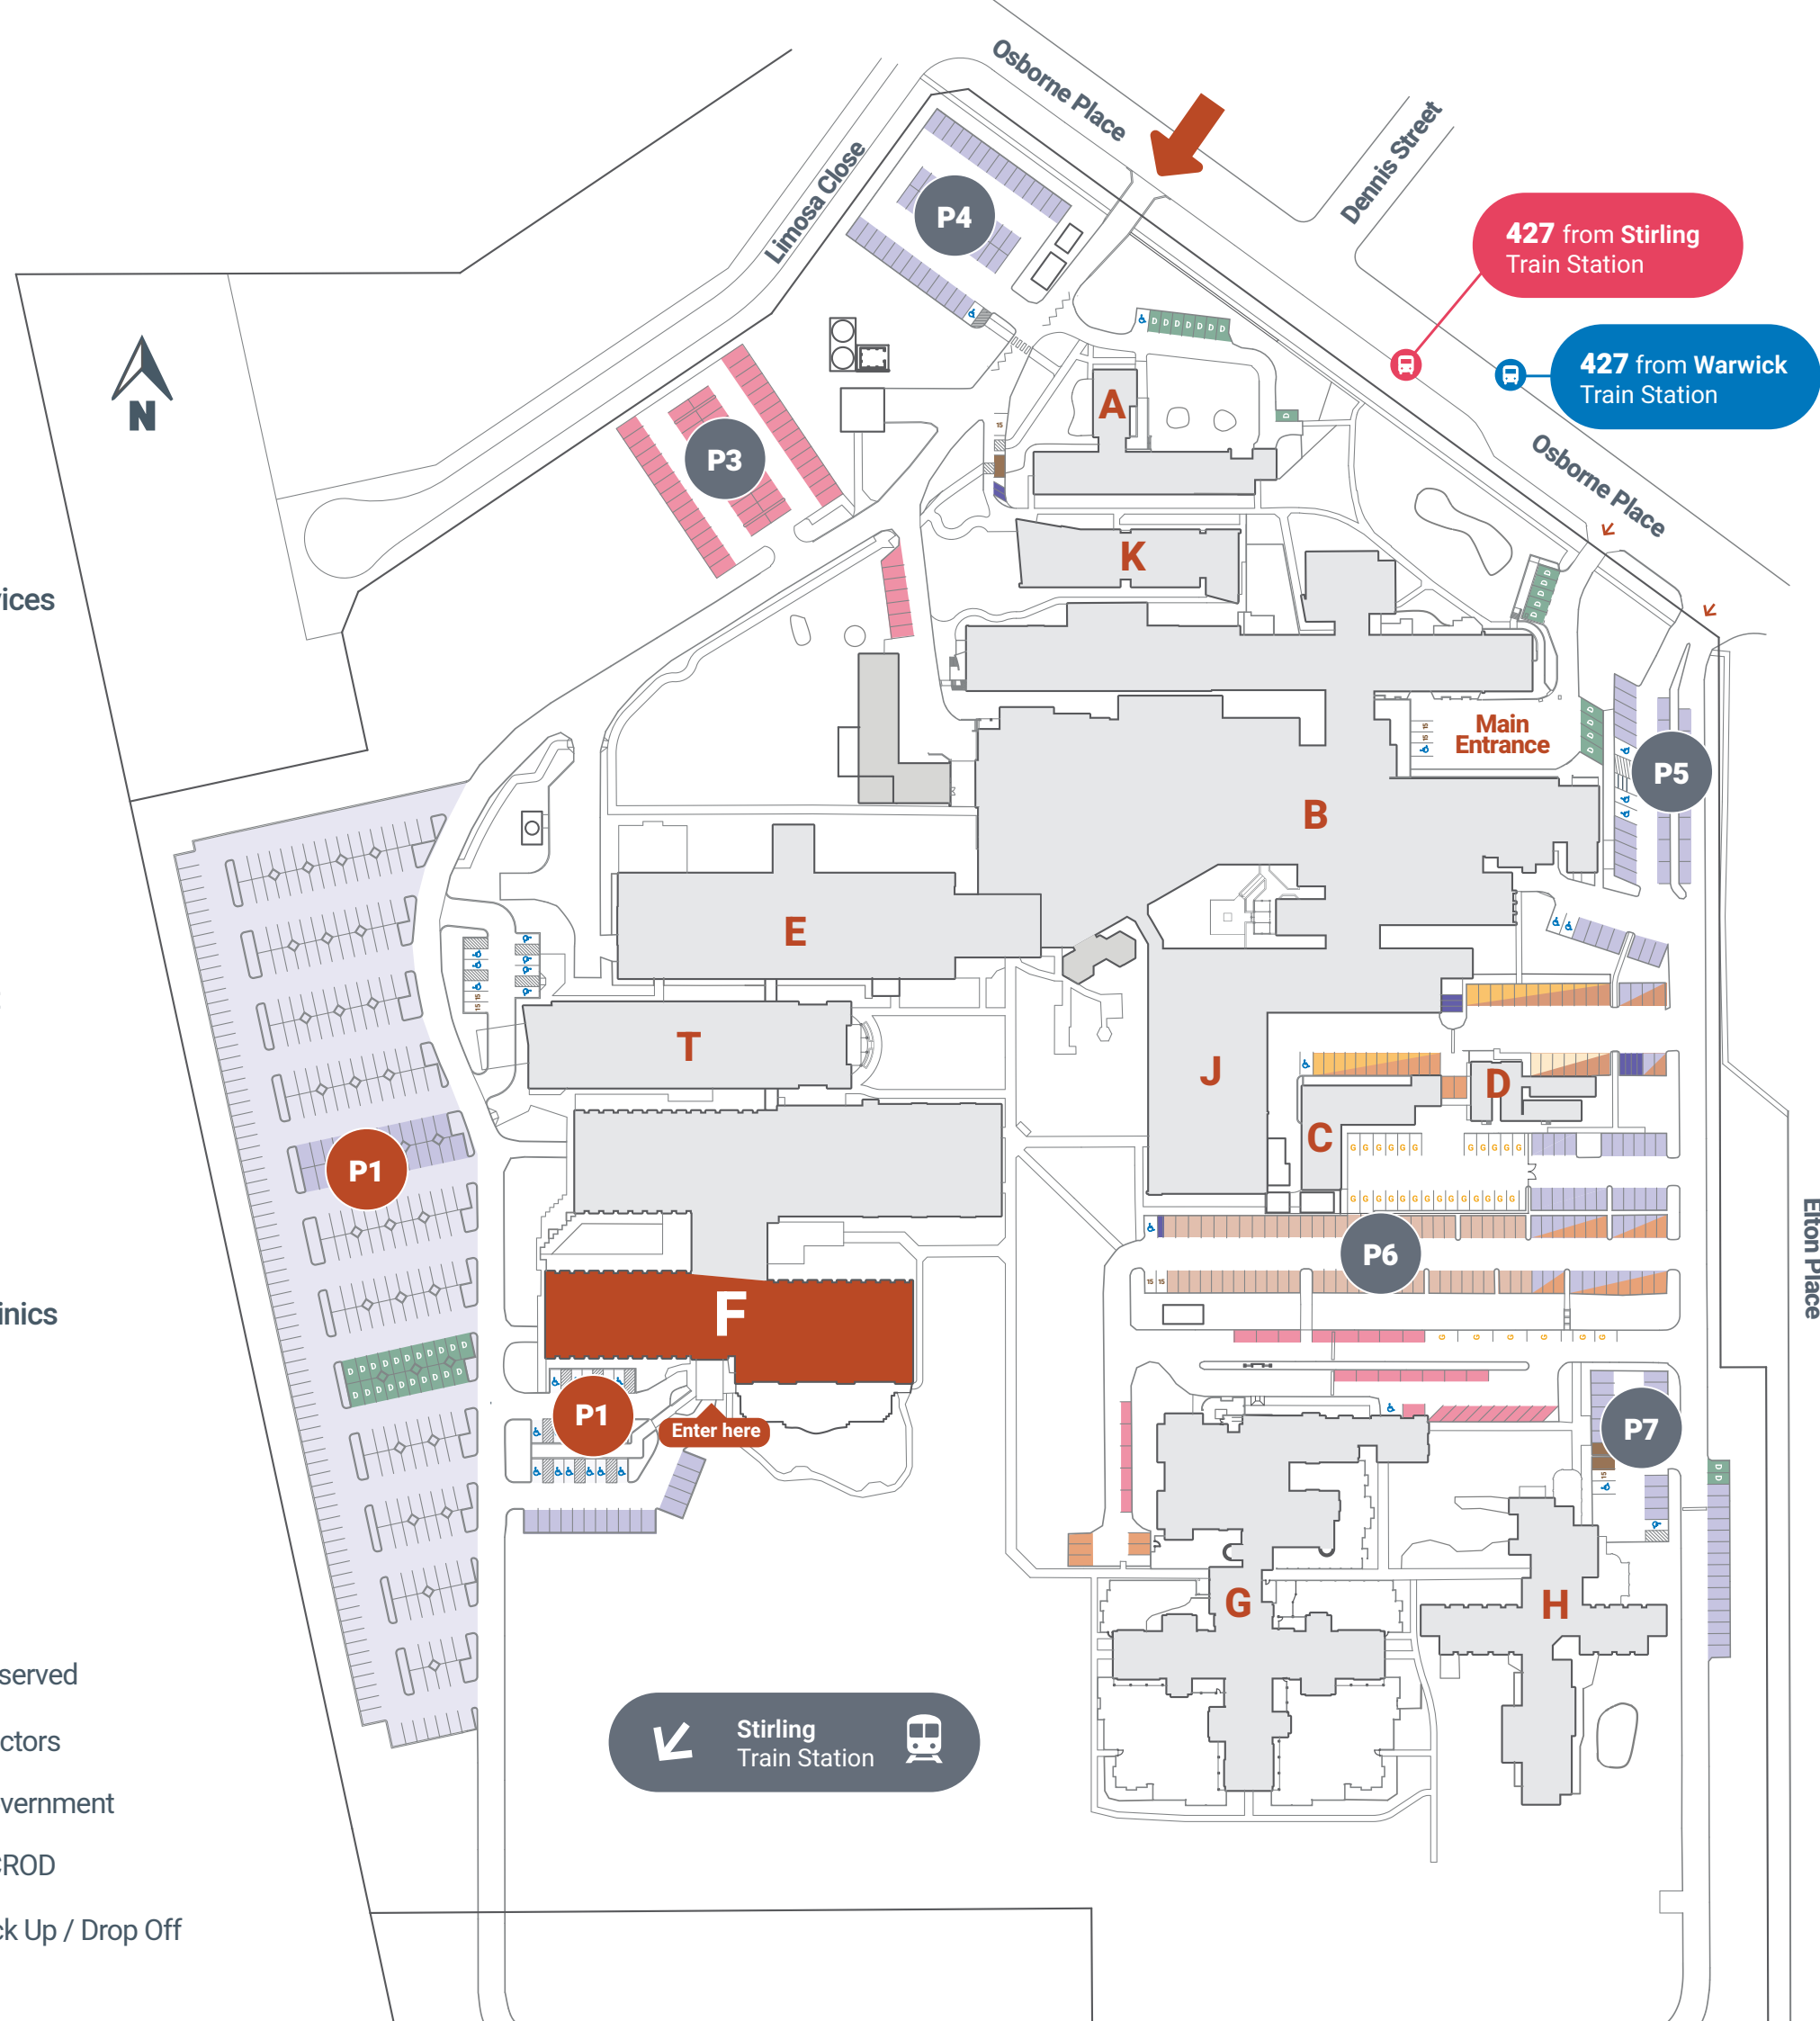 Osborne Place
Dennis Street
Limosa Close
P4
427 from Stirling
Train Station
427 from Warwick
Train Station
N
A
P3
Osborne Place
K
ices
Main
Entrance
P5
B
E
T
J
D
C
P1
P6
Elton Place
F
inics
P1
Enter here
P7
G
H
served
Stirling
Train Station
ctors
vernment
CROD
ck Up / Drop Off